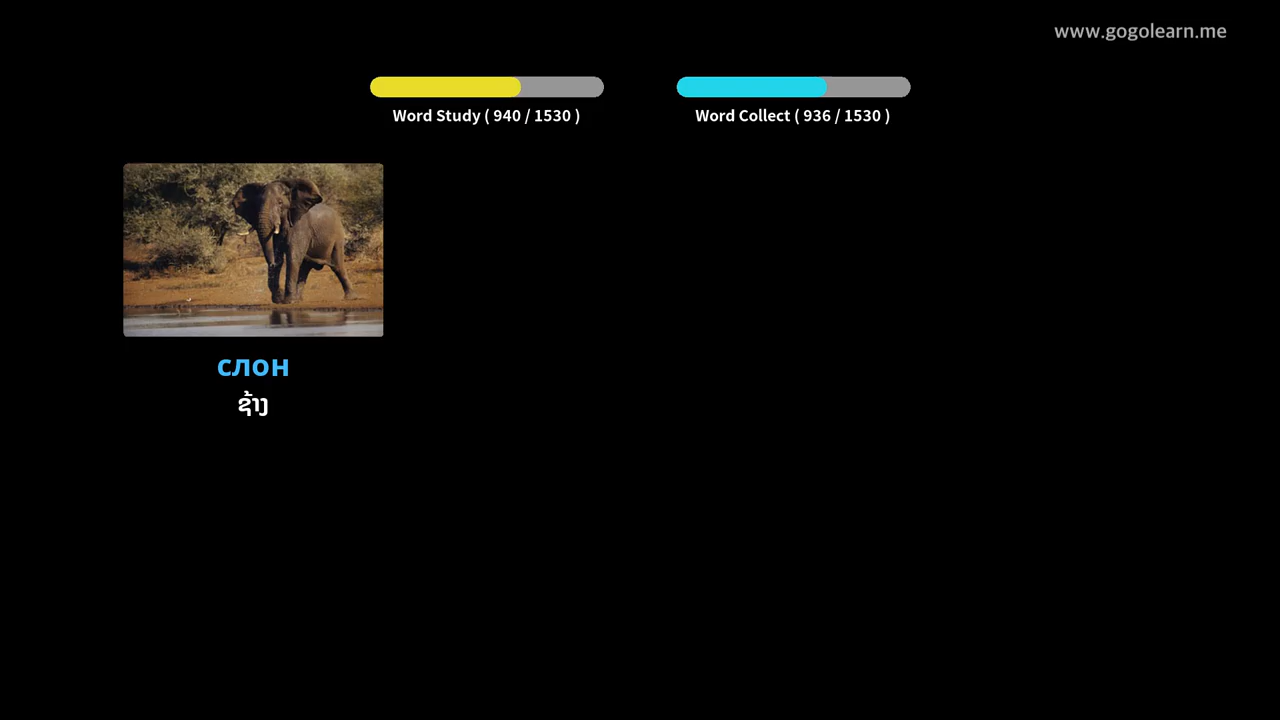 www.gogolearn.me
Word Study ( 940 / 1530 )
Word Collect ( 936 / 1530 )
слон
ຊ້າງ